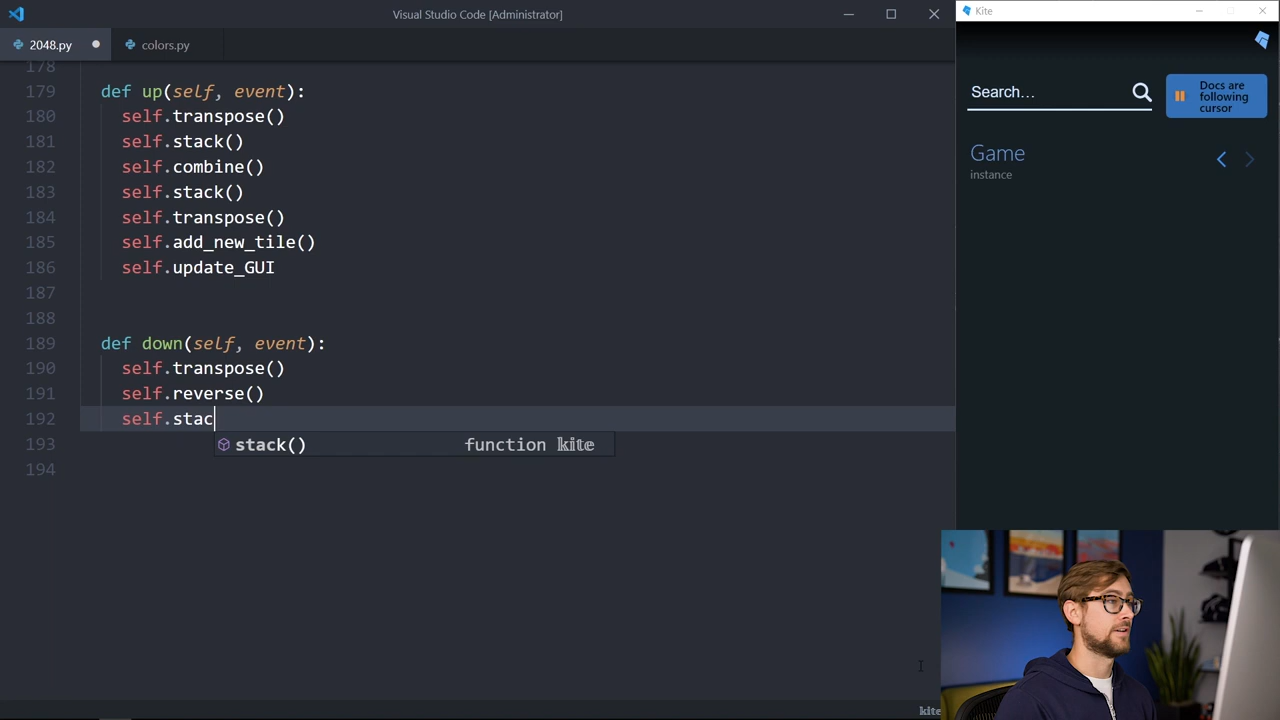 Visual Studio Code [Administrator]
Kite
2048.py
colors.py
Search...
Docs are
following
cursor
Game
instance
178
179 def up(self, event):
180 self.transpose()
181 self.stack()
182 self.combine()
183 self.stack()
184 self.transpose()
185 self.add_new_tile()
186 self.update_GUI
187
188
189 def down(self, event):
190 self.transpose()
191 self.reverse()
192 self.stac
193 stack() function kite
194
kite